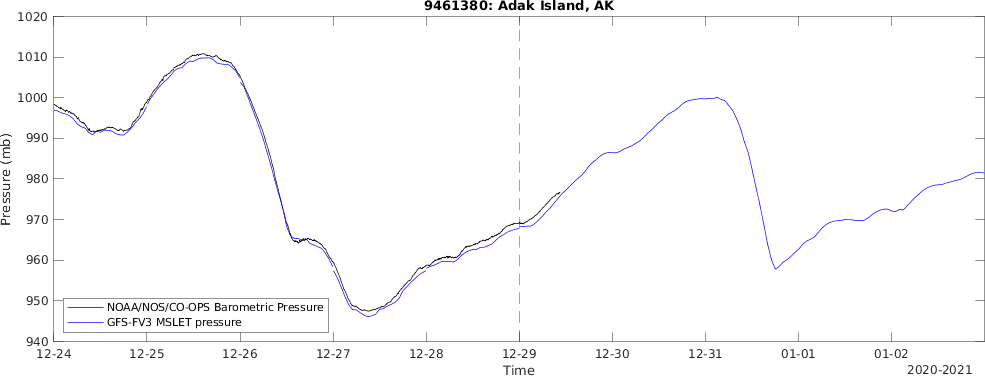 9461380: Adak Island, AK
1020
1010
1000
990
980
970
960
950
940
Pressure (mb)
NOAA/NOS/CO-OPS Barometric Pressure
GFS-FV3 MSLET pressure
12-24 12-25 12-26 12-27 12-28 12-29 12-30 12-31 01-01 01-02
Time
2020-2021